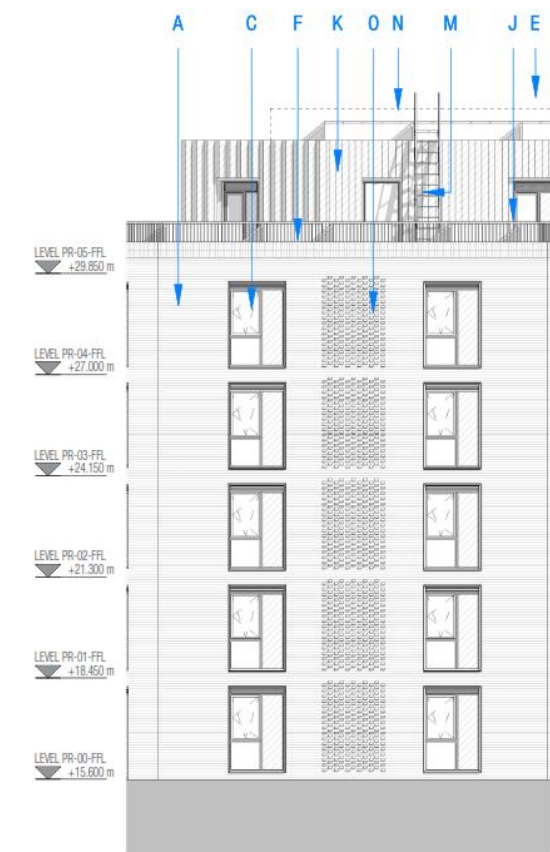 A C F K O N M J E
LEVEL PR-05-FFL
+29.850 m
LEVEL PR-04-FFL
+27.000 m
LEVEL PR-03-FFL
+24.150 m
LEVEL PR-02-FFL
+21.300 m
LEVEL PR-01-FFL
+18.450 m
LEVEL PR-00-FFL
+15.600 m